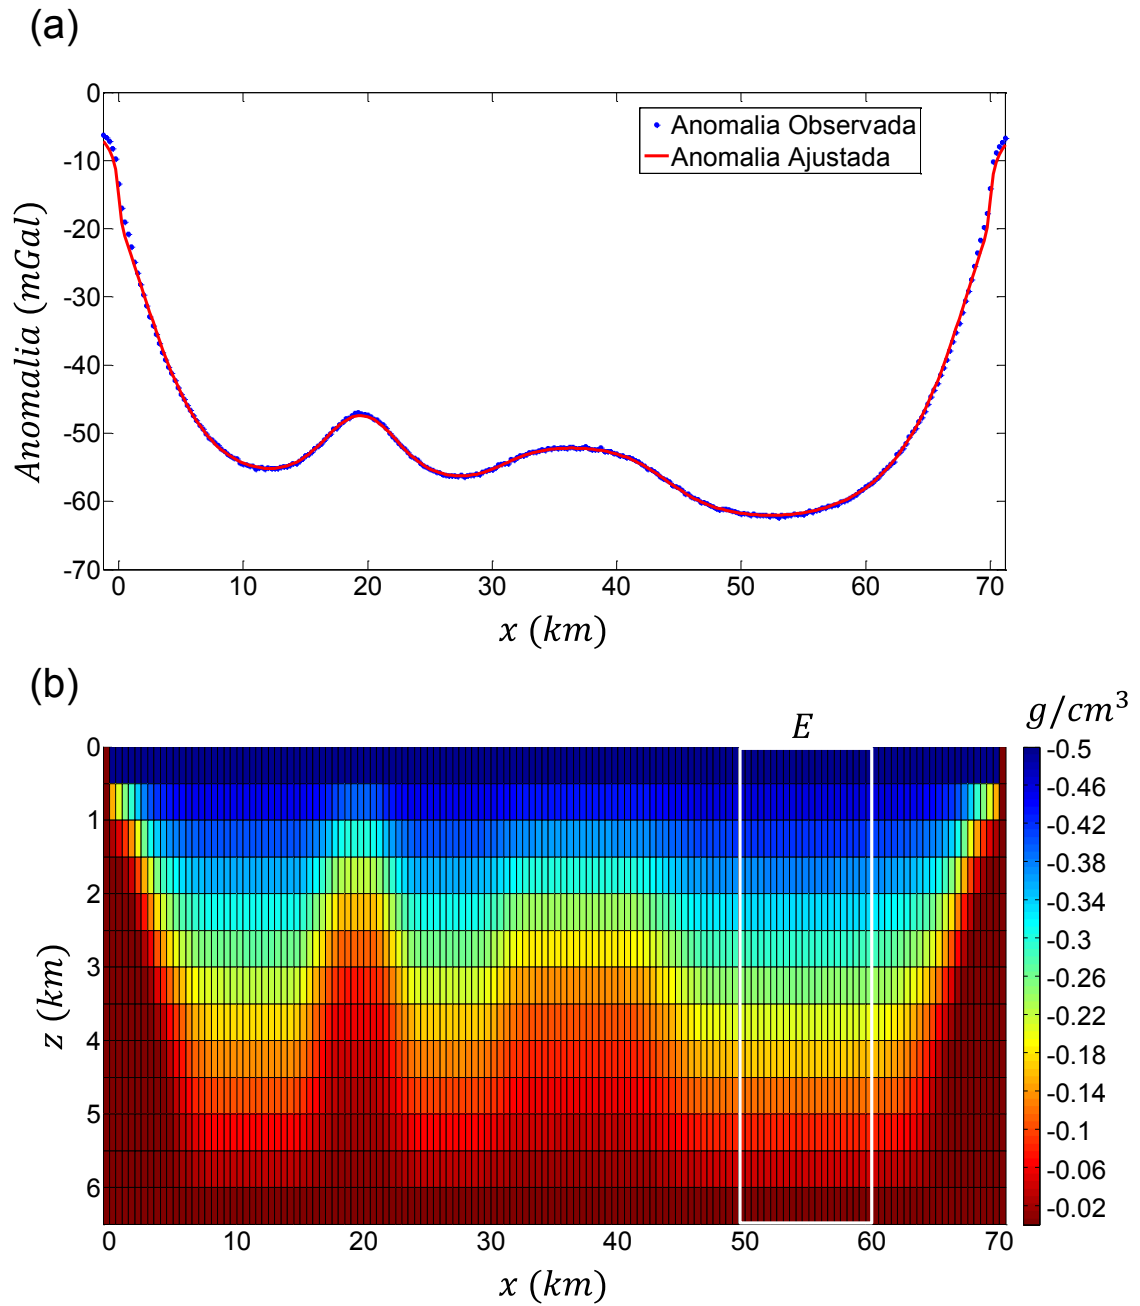 (a)
0
-10
-20
-30
-40
-50
-60
-70
Anomalia (mGal)
Anomalia Observada
Anomalia Ajustada
0 10 20 30 40 50 60 70
x (km)
(b)
g/cm³
E
0
1
2
3
4
5
6
z (km)
-0.5
-0.46
-0.42
-0.38
-0.34
-0.3
-0.26
-0.22
-0.18
-0.14
-0.1
-0.06
-0.02
0 10 20 30 40 50 60 70
x (km)